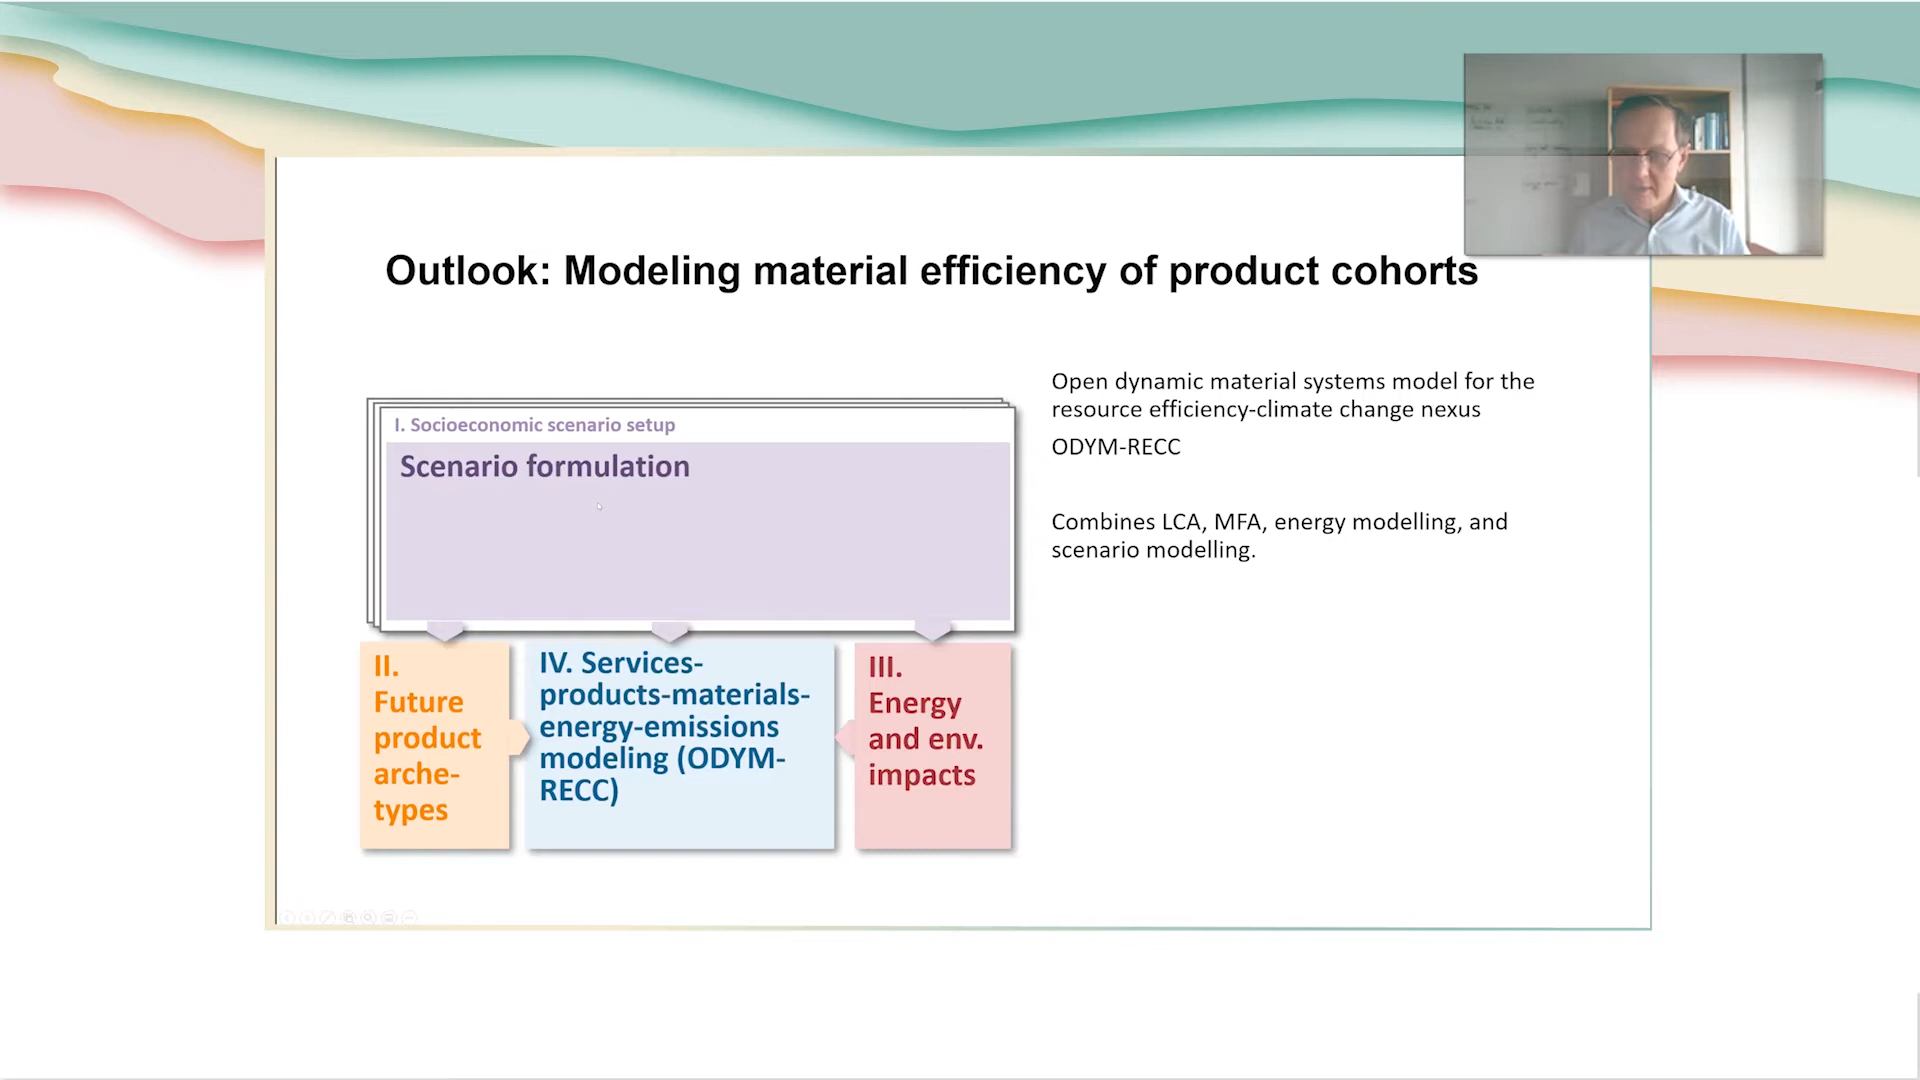 Outlook: Modeling material efficiency of product cohorts
I. Socioeconomic scenario setup
Scenario formulation
II.
Future
product
arche-
types
IV. Services-
products-materials-
energy-emissions
modeling (ODYM-
RECC)
III.
Energy
and env.
impacts
Open dynamic material systems model for the
resource efficiency-climate change nexus
ODYM-RECC
Combines LCA, MFA, energy modelling, and
scenario modelling.